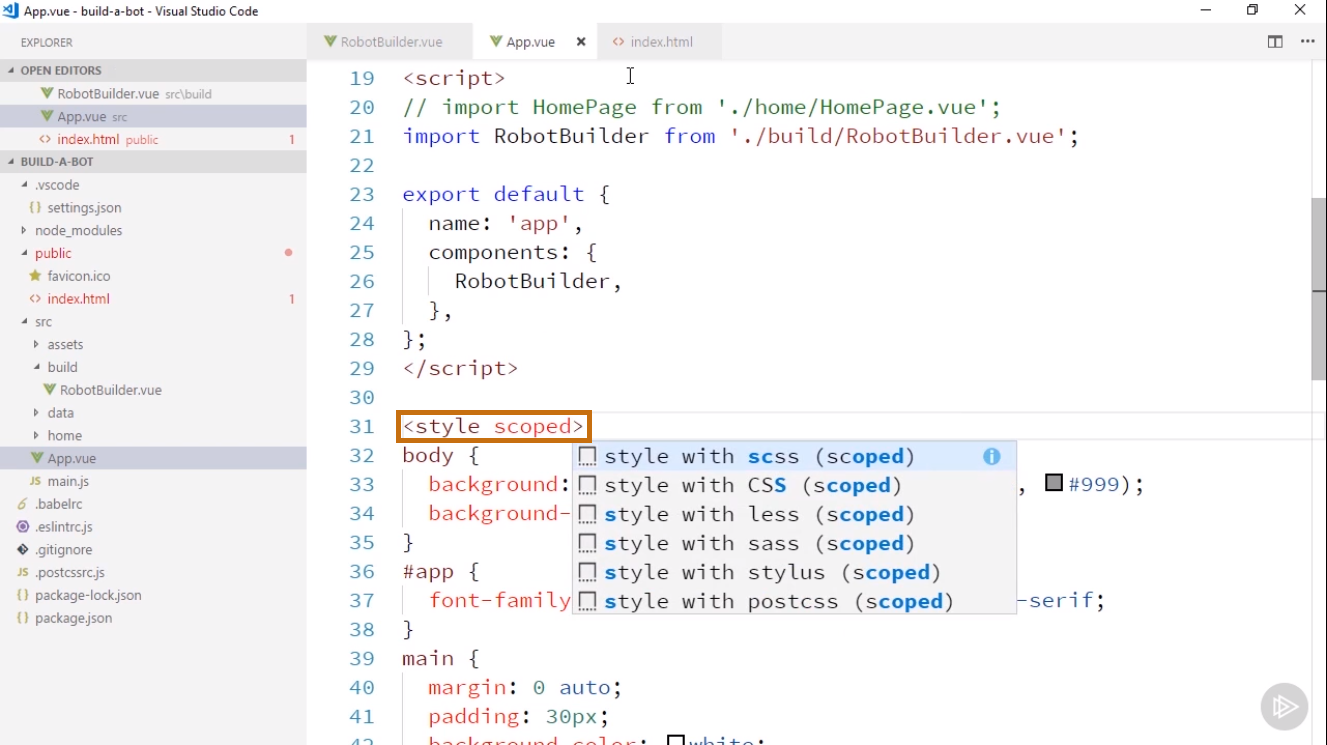 App.vue - build-a-bot - Visual Studio Code
EXPLORER
OPEN EDITORS
RobotBuilder.vue src\build
App.vue src
index.html public 1
BUILD-A-BOT
.vscode
{} settings.json
node_modules
public
favicon.ico
<> index.html 1
src
assets
build
RobotBuilder.vue
data
home
App.vue
JS main.js
.babelrc
.eslintrc.js
.gitignore
JS .postcssrc.js
{} package-lock.json
{} package.json
RobotBuilder.vue App.vue <> index.html
19 <script>
20 // import HomePage from './home/HomePage.vue';
21 import RobotBuilder from './build/RobotBuilder.vue';
22
23 export default {
24 name: 'app',
25 components: {
26 RobotBuilder,
27 },
28 };
29 </script>
30
31 <style scoped>
32 body {
33 background: , #999);
34 background-
35 }
36 #app {
37 font-family -serif;
38 }
39 main {
40 margin: 0 auto;
41 padding: 30px;
42 background-color: white;
style with scss (scoped)
style with CSS (scoped)
style with less (scoped)
style with sass (scoped)
style with stylus (scoped)
style with postcss (scoped)